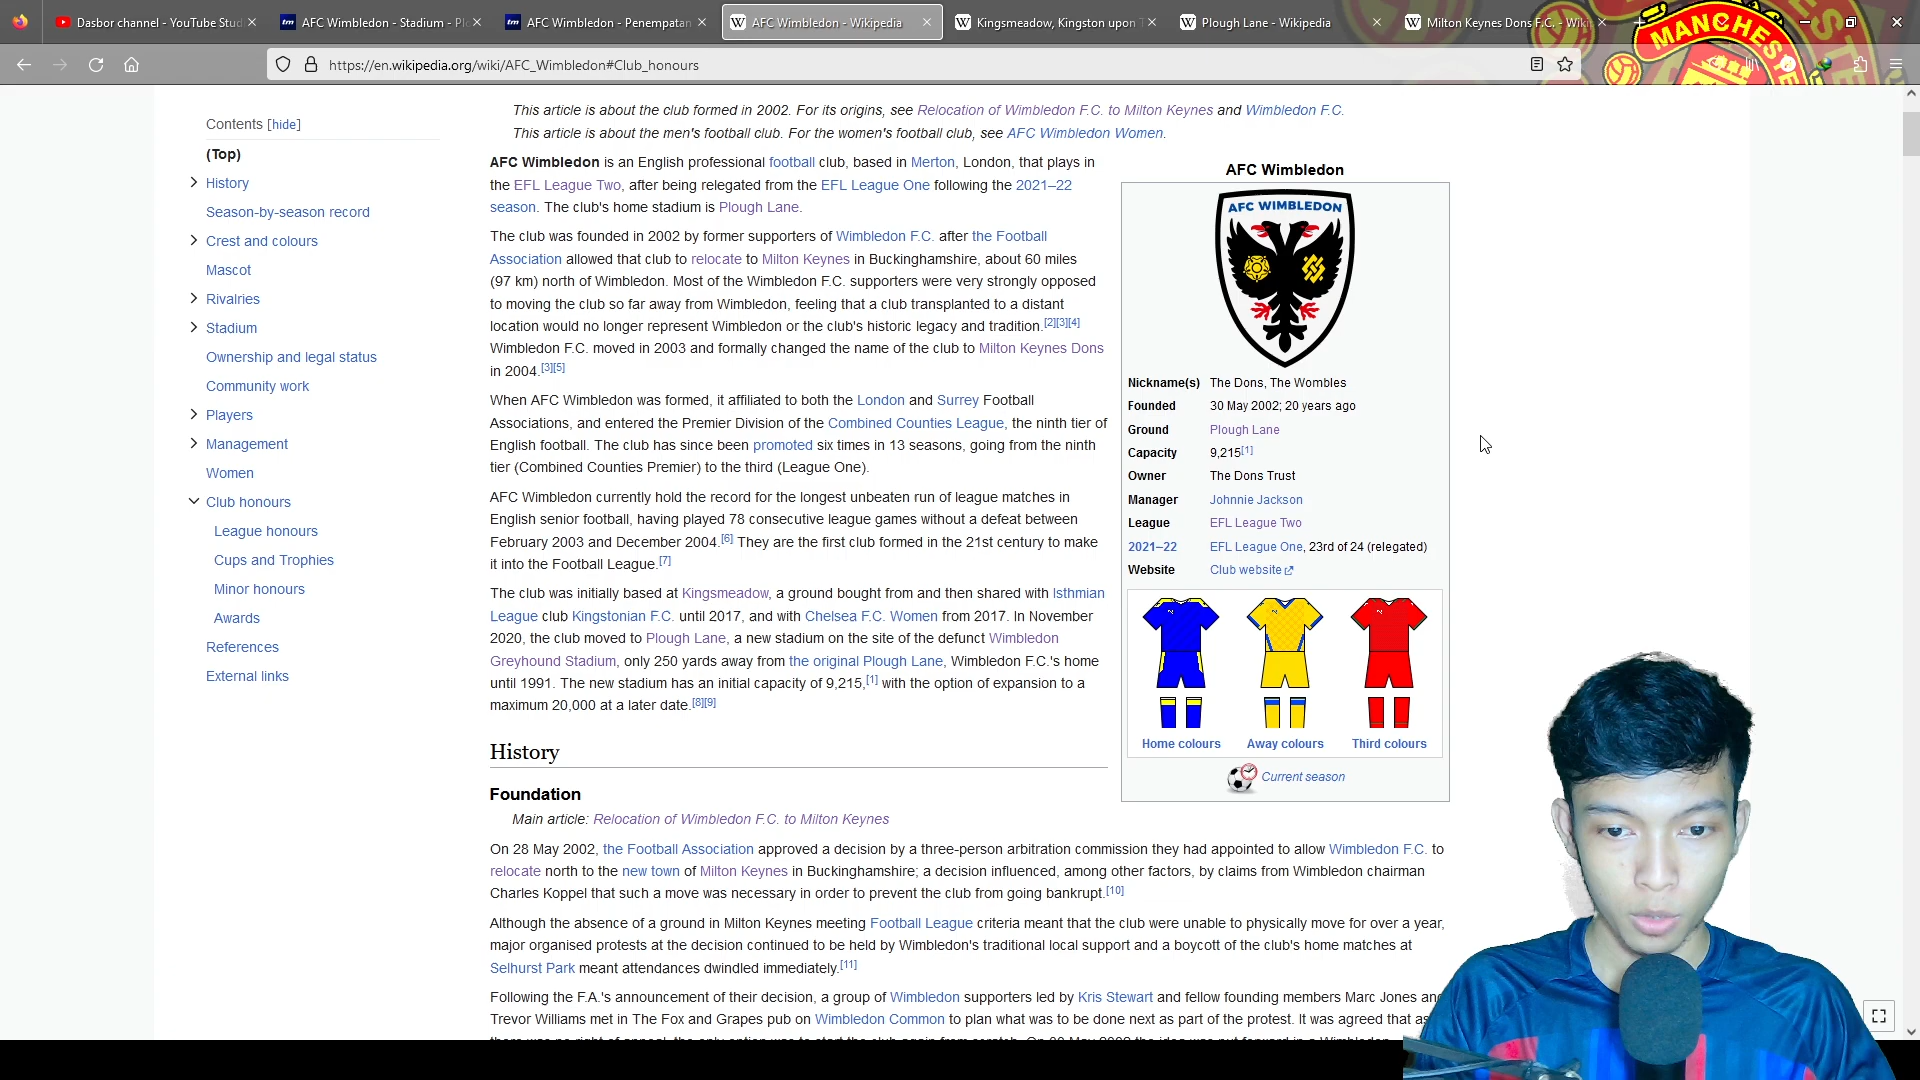 Dasbor channel - YouTube Stud
AFC Wimbledon - Stadium - Pl
AFC Wimbledon - Penempatan
AFC Wimbledon - Wikipedia
Kingsmeadow, Kingston upon T
Plough Lane - Wikipedia
Milton Keynes Dons F.C. - Wiki
MANCHES
https://en.wikipedia.org/wiki/AFC_Wimbledon#Club_honours
Contents [hide]
(Top)
History
Season-by-season record
Crest and colours
Mascot
Rivalries
Stadium
Ownership and legal status
Community work
Players
Management
Women
Club honours
League honours
Cups and Trophies
Minor honours
Awards
References
External links
This article is about the club formed in 2002. For its origins, see Relocation of Wimbledon F.C. to Milton Keynes and Wimbledon F.C.
This article is about the men's football club. For the women's football club, see AFC Wimbledon Women.
AFC Wimbledon is an English professional football club, based in Merton, London, that plays in
the EFL League Two, after being relegated from the EFL League One following the 2021–22
season. The club's home stadium is Plough Lane.
The club was founded in 2002 by former supporters of Wimbledon F.C. after the Football
Association allowed that club to relocate to Milton Keynes in Buckinghamshire, about 60 miles
(97 km) north of Wimbledon. Most of the Wimbledon F.C. supporters were very strongly opposed
to moving the club so far away from Wimbledon, feeling that a club transplanted to a distant
location would no longer represent Wimbledon or the club's historic legacy and tradition.[2][3][4]
Wimbledon F.C. moved in 2003 and formally changed the name of the club to Milton Keynes Dons
in 2004.[3][5]
When AFC Wimbledon was formed, it affiliated to both the London and Surrey Football
Associations, and entered the Premier Division of the Combined Counties League, the ninth tier of
English football. The club has since been promoted six times in 13 seasons, going from the ninth
tier (Combined Counties Premier) to the third (League One).
AFC Wimbledon currently hold the record for the longest unbeaten run of league matches in
English senior football, having played 78 consecutive league games without a defeat between
February 2003 and December 2004.[6] They are the first club formed in the 21st century to make
it into the Football League.[7]
The club was initially based at Kingsmeadow, a ground bought from and then shared with Isthmian
League club Kingstonian F.C. until 2017, and with Chelsea F.C. Women from 2017. In November
2020, the club moved to Plough Lane, a new stadium on the site of the defunct Wimbledon
Greyhound Stadium, only 250 yards away from the original Plough Lane, Wimbledon F.C.'s home
until 1991. The new stadium has an initial capacity of 9,215,[1] with the option of expansion to a
maximum 20,000 at a later date.[8][9]
AFC Wimbledon
AFC WIMBLEDON
Nickname(s) The Dons, The Wombles
Founded 30 May 2002; 20 years ago
Ground Plough Lane
Capacity 9,215[1]
Owner The Dons Trust
Manager Johnnie Jackson
League EFL League Two
2021–22 EFL League One, 23rd of 24 (relegated)
Website Club website
Home colours
Away colours
Third colours
Current season
History
Foundation
Main article: Relocation of Wimbledon F.C. to Milton Keynes
On 28 May 2002, the Football Association approved a decision by a three-person arbitration commission they had appointed to allow Wimbledon F.C. to
relocate north to the new town of Milton Keynes in Buckinghamshire; a decision influenced, among other factors, by claims from Wimbledon chairman
Charles Koppel that such a move was necessary in order to prevent the club from going bankrupt.[10]
Although the absence of a ground in Milton Keynes meeting Football League criteria meant that the club were unable to physically move for over a year,
major organised protests at the decision continued to be held by Wimbledon's traditional local support and a boycott of the club's home matches at
Selhurst Park meant attendances dwindled immediately.[11]
Following the F.A.'s announcement of their decision, a group of Wimbledon supporters led by Kris Stewart and fellow founding members Marc Jones and
Trevor Williams met in The Fox and Grapes pub on Wimbledon Common to plan what was to be done next as part of the protest. It was agreed that as